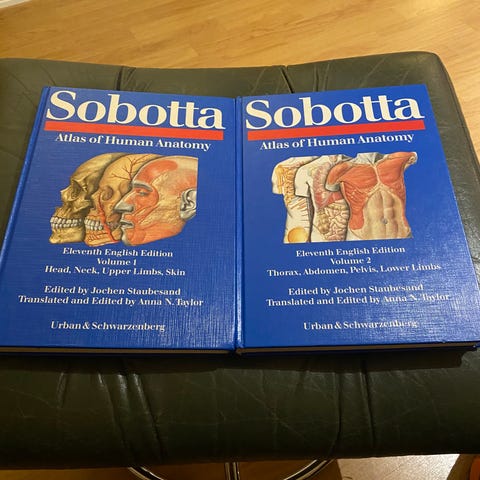 Sobotta
Atlas of Human Anatomy
Eleventh English Edition
Volume 1
Head, Neck, Upper Limbs, Skin
Edited by Jochen Staubesand
Translated and Edited by Anna N. Taylor
Urban & Schwarzenberg
Sobotta
Atlas of Human Anatomy
Eleventh English Edition
Volume 2
Thorax, Abdomen, Pelvis, Lower Limbs
Edited by Jochen Staubesand
Translated and Edited by Anna N. Taylor
Urban & Schwarzenberg